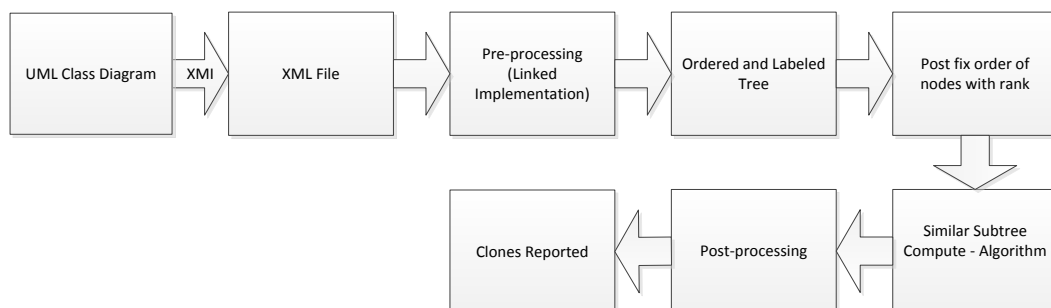 UML Class Diagram
XMI
XML File
Pre-processing
(Linked
Implementation)
Ordered and Labeled
Tree
Post fix order of
nodes with rank
Similar Subtree
Compute - Algorithm
Post-processing
Clones Reported